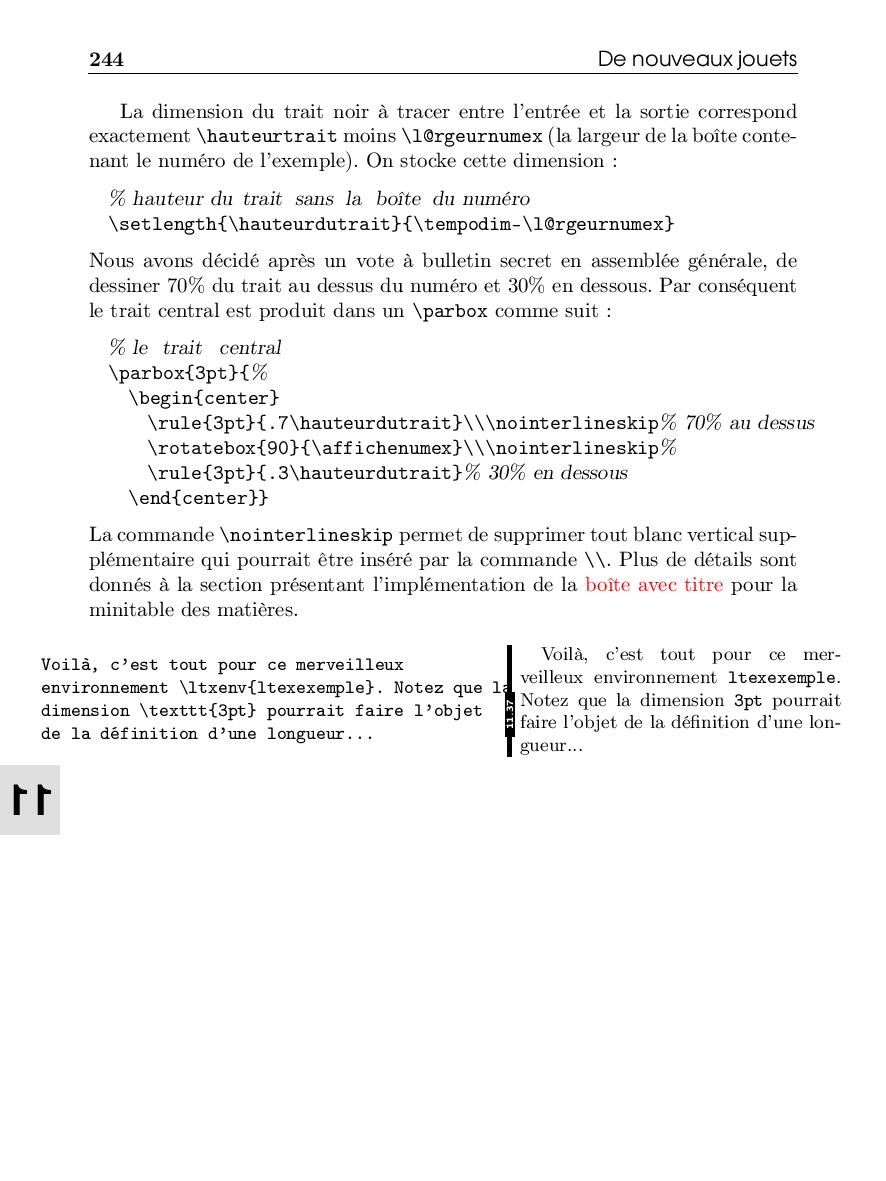 244 De nouveaux jouets
La dimension du trait noir à tracer entre l'entrée et la sortie correspond
exactement \hauteurtrait moins \l@rgeurnumex (la largeur de la boîte conte-
nant le numéro de l'exemple). On stocke cette dimension :
% hauteur du trait sans la boîte du numéro
\setlength{\hauteurdutrait}{\tempodim-\l@rgeurnumex}
Nous avons décidé après un vote à bulletin secret en assemblée générale, de
dessiner 70% du trait au dessus du numéro et 30% en dessous. Par conséquent
le trait central est produit dans un \parbox comme suit :
% le trait central
\parbox{3pt}{%
\begin{center}
\rule{3pt}{.7\hauteurdutrait}\\\nointerlineskip% 70% au dessus
\rotatebox{90}{\affichenumex}\\\nointerlineskip%
\rule{3pt}{.3\hauteurdutrait}% 30% en dessous
\end{center}}
La commande \nointerlineskip permet de supprimer tout blanc vertical sup-
plémentaire qui pourrait être inséré par la commande \\. Plus de détails sont
donnés à la section présentant l'implémentation de la boîte avec titre pour la
minitable des matières.
Voilà, c'est tout pour ce merveilleux
environnement \ltxenv{ltexexemple}. Notez que la
dimension \texttt{3pt} pourrait faire l'objet
de la définition d'une longueur...
11.37
Voilà, c'est tout pour ce mer-
veilleux environnement ltexexemple.
Notez que la dimension 3pt pourrait
faire l'objet de la définition d'une lon-
gueur...
11